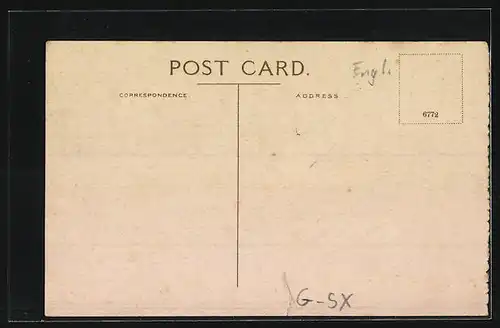 POST CARD.
Engl.
CORRESPONDENCE
ADDRESS
6772
G-SX